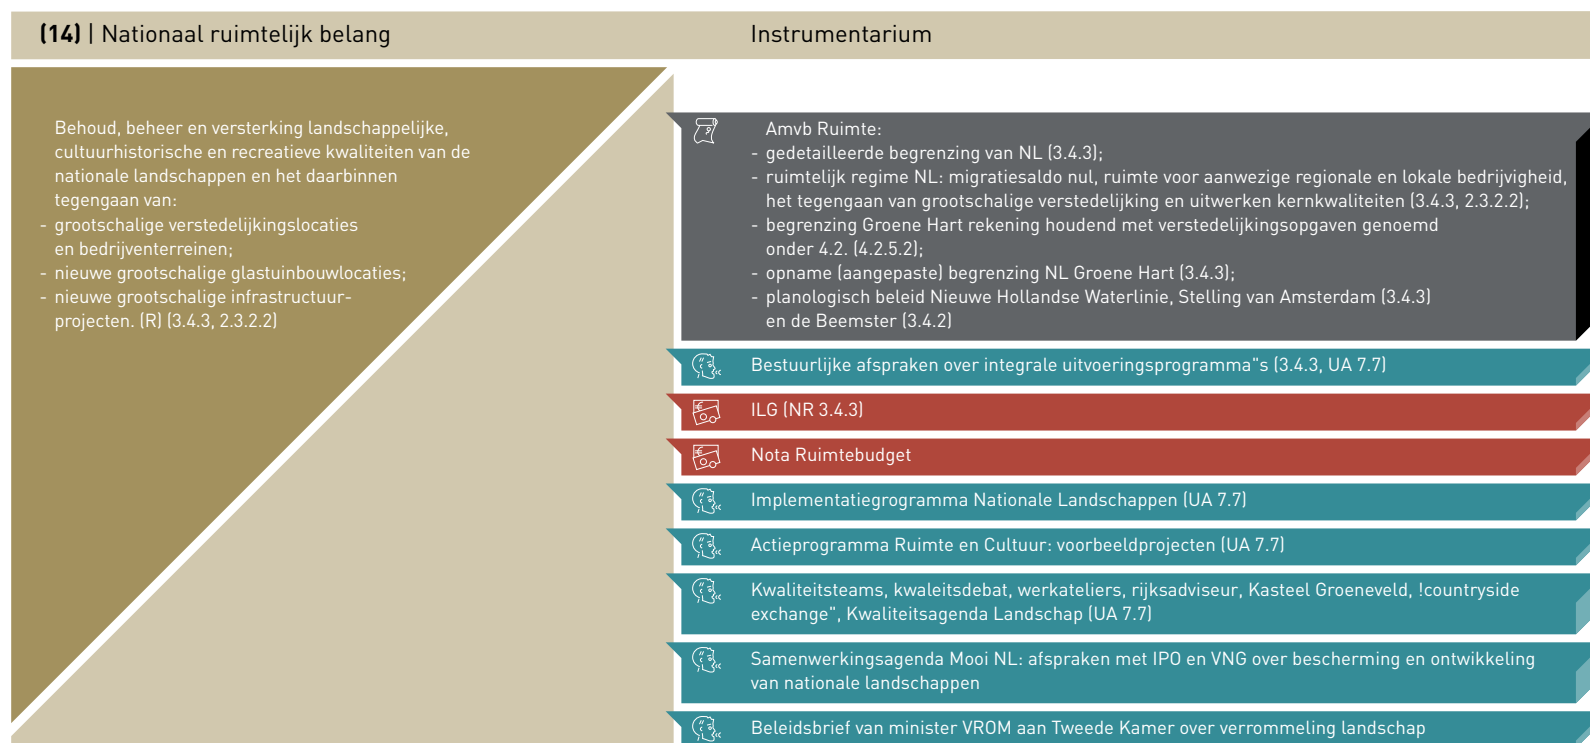 (14) | Nationaal ruimtelijk belang
Instrumentarium
Behoud, beheer en versterking landschappelijke,
cultuurhistorische en recreatieve kwaliteiten van de
nationale landschappen en het daarbinnen
tegengaan van:
- grootschalige verstedelijkingslocaties
en bedrijventerreinen;
- nieuwe grootschalige glastuinbouwlocaties;
- nieuwe grootschalige infrastructuur-
projecten. (R) (3.4.3, 2.3.2.2)
Amvb Ruimte:
- gedetailleerde begrenzing van NL (3.4.3);
- ruimtelijk regime NL: migratiesaldo nul, ruimte voor aanwezige regionale en lokale bedrijvigheid,
het tegengaan van grootschalige verstedelijking en uitwerken kernkwaliteiten (3.4.3, 2.3.2.2);
- begrenzing Groene Hart rekening houdend met verstedelijkingsopgaven genoemd
onder 4.2. (4.2.5.2);
- opname (aangepaste) begrenzing NL Groene Hart (3.4.3);
- planologisch beleid Nieuwe Hollandse Waterlinie, Stelling van Amsterdam (3.4.3)
en de Beemster (3.4.2)
Bestuurlijke afspraken over integrale uitvoeringsprogramma"s (3.4.3, UA 7.7)
ILG (NR 3.4.3)
Nota Ruimtebudget
Implementatiegrogramma Nationale Landschappen (UA 7.7)
Actieprogramma Ruimte en Cultuur: voorbeeldprojecten (UA 7.7)
Kwaliteitsteams, kwaleitsdebat, werkateliers, rijksadviseur, Kasteel Groeneveld, !countryside
exchange", Kwaliteitsagenda Landschap (UA 7.7)
Samenwerkingsagenda Mooi NL: afspraken met IPO en VNG over bescherming en ontwikkeling
van nationale landschappen
Beleidsbrief van minister VROM aan Tweede Kamer over verrommeling landschap